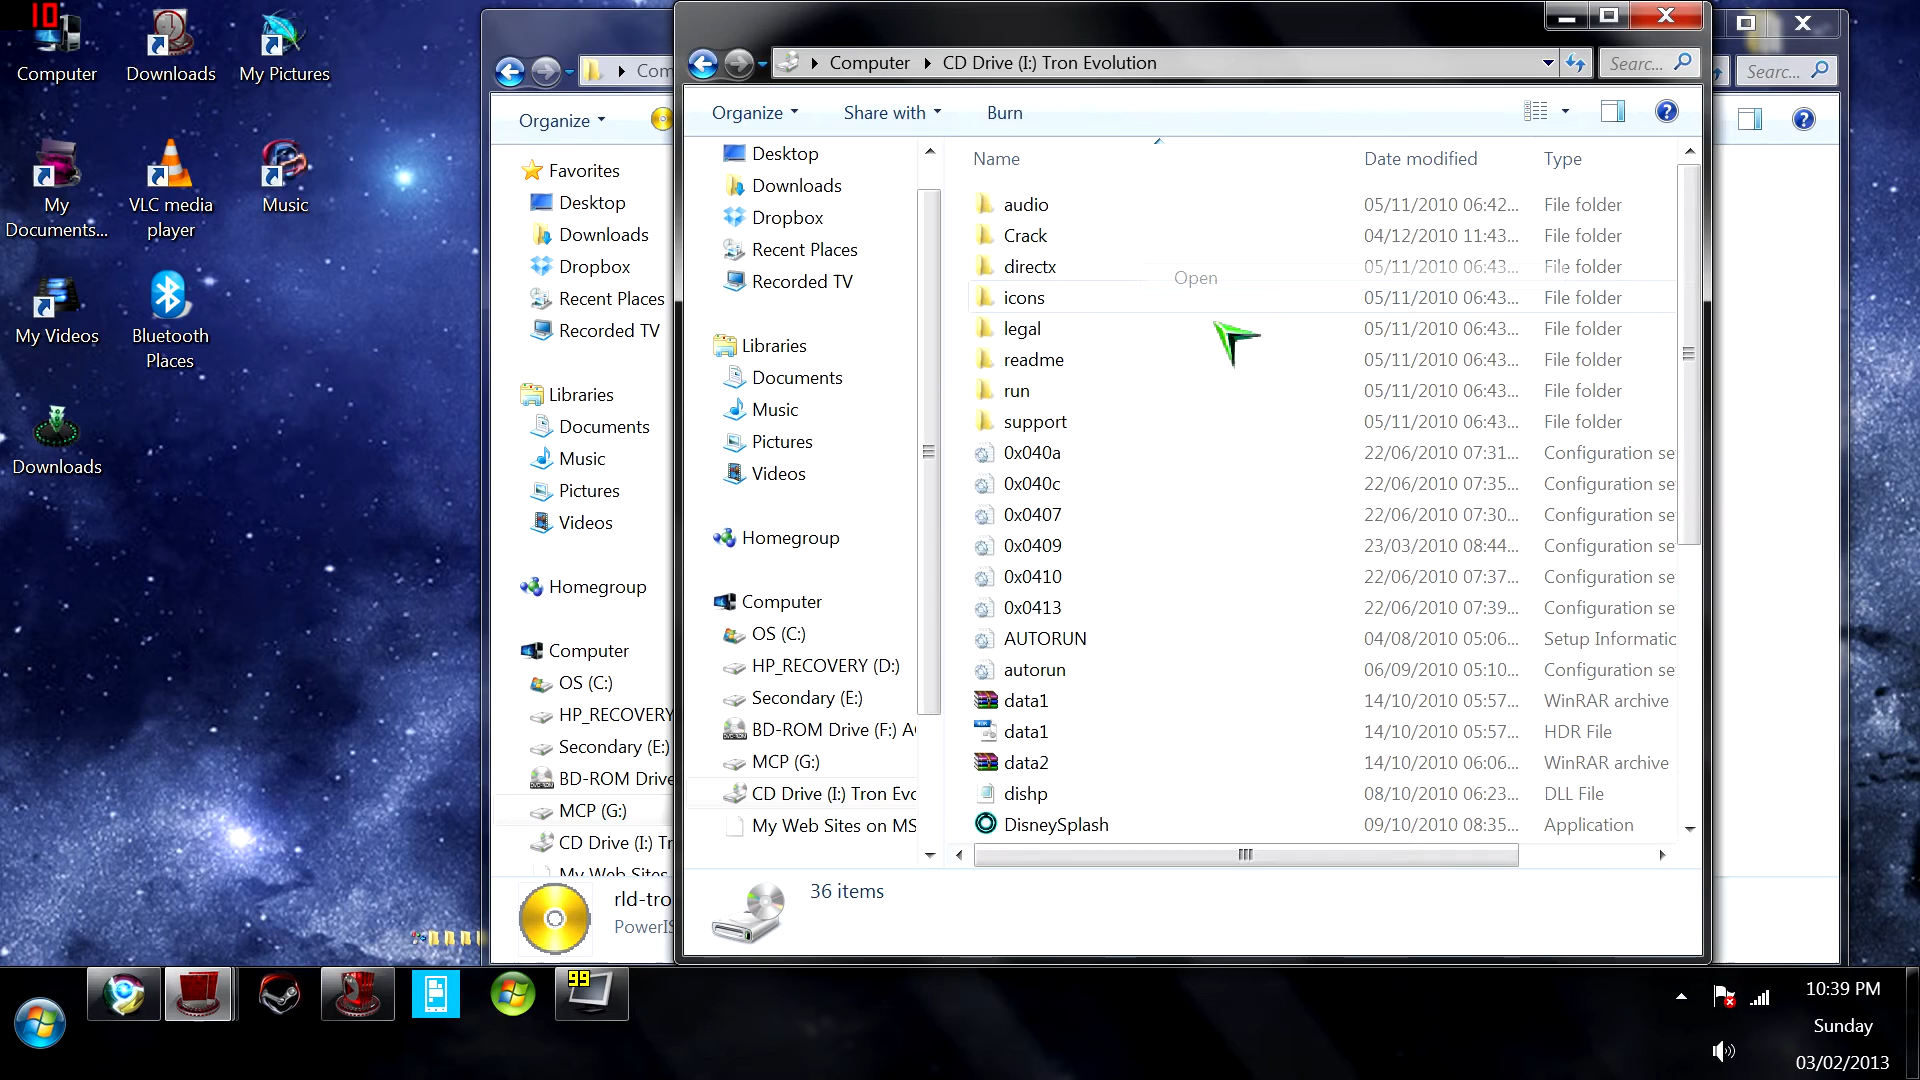 10
Computer
Downloads
My Pictures
My
Documents...
VLC media
player
Music
My Videos
Bluetooth
Places
Downloads
Com
Organize
Favorites
Desktop
Downloads
Dropbox
Recent Places
Recorded TV
Libraries
Documents
Music
Pictures
Videos
Homegroup
Computer
OS (C:)
HP_RECOVERY
Secondary (E:)
BD-ROM Drive
MCP (G:)
CD Drive (I:) Tr
My Web Sites
rld-tro
PowerIS
Computer
CD Drive (I:) Tron Evolution
Searc...
Organize
Share with
Burn
Desktop
Downloads
Dropbox
Recent Places
Recorded TV
Libraries
Documents
Music
Pictures
Videos
Homegroup
Computer
OS (C:)
HP_RECOVERY (D:)
Secondary (E:)
BD-ROM Drive (F:) A
MCP (G:)
CD Drive (I:) Tron Evo
My Web Sites on MS
Name Date modified Type
audio 05/11/2010 06:42... File folder
Crack 04/12/2010 11:43... File folder
directx 05/11/2010 06:43... File folder
Open
icons 05/11/2010 06:43... File folder
legal 05/11/2010 06:43... File folder
readme 05/11/2010 06:43... File folder
run 05/11/2010 06:43... File folder
support 05/11/2010 06:43... File folder
0x040a 22/06/2010 07:31... Configuration se
0x040c 22/06/2010 07:35... Configuration se
0x0407 22/06/2010 07:30... Configuration se
0x0409 23/03/2010 08:44... Configuration se
0x0410 22/06/2010 07:37... Configuration se
0x0413 22/06/2010 07:39... Configuration se
AUTORUN 04/08/2010 05:06... Setup Informatic
autorun 06/09/2010 05:10... Configuration se
data1 14/10/2010 05:57... WinRAR archive
data1 14/10/2010 05:57... HDR File
data2 14/10/2010 06:06... WinRAR archive
dishp 08/10/2010 06:23... DLL File
DisneySplash 09/10/2010 08:35... Application
36 items
Searc...
99
10:39 PM
Sunday
03/02/2013